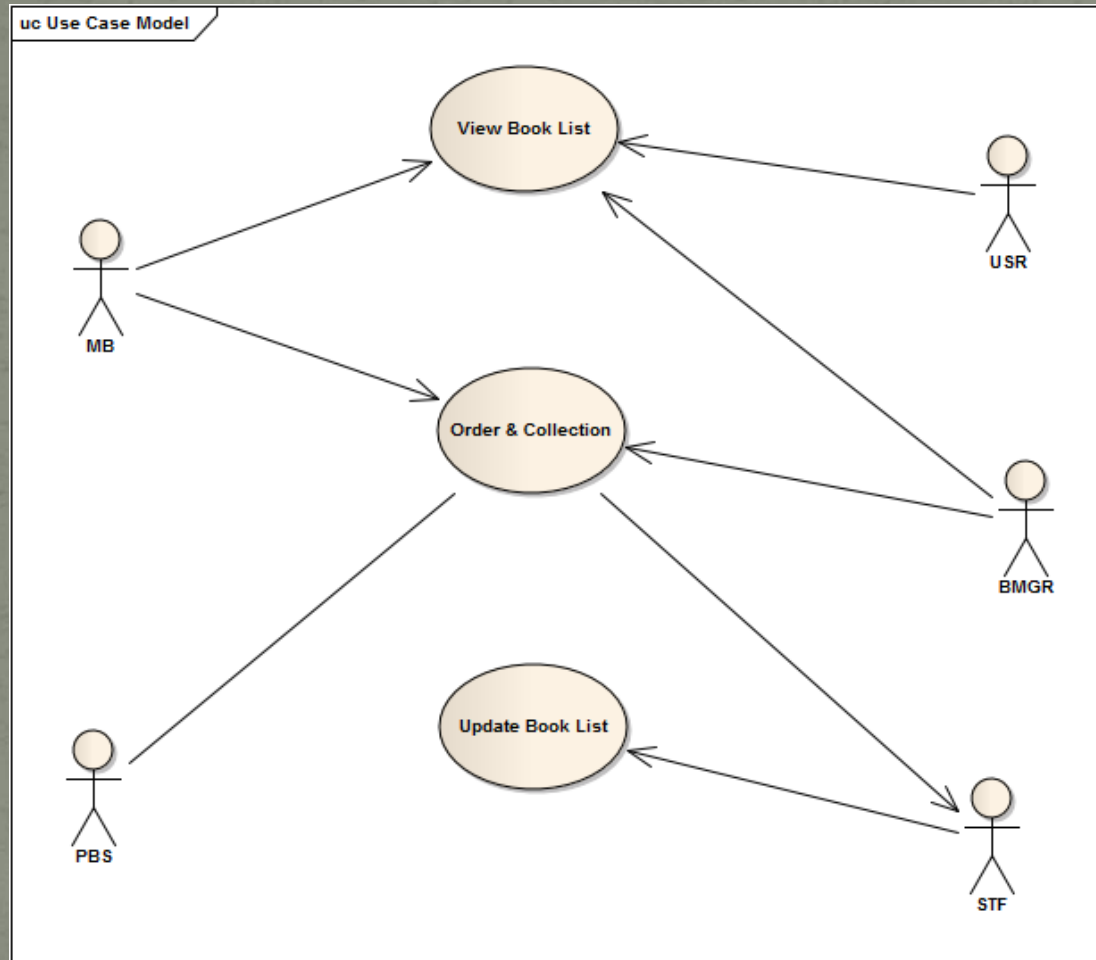 uc Use Case Model
View Book List
USR
MB
Order & Collection
BMGR
Update Book List
PBS
STF